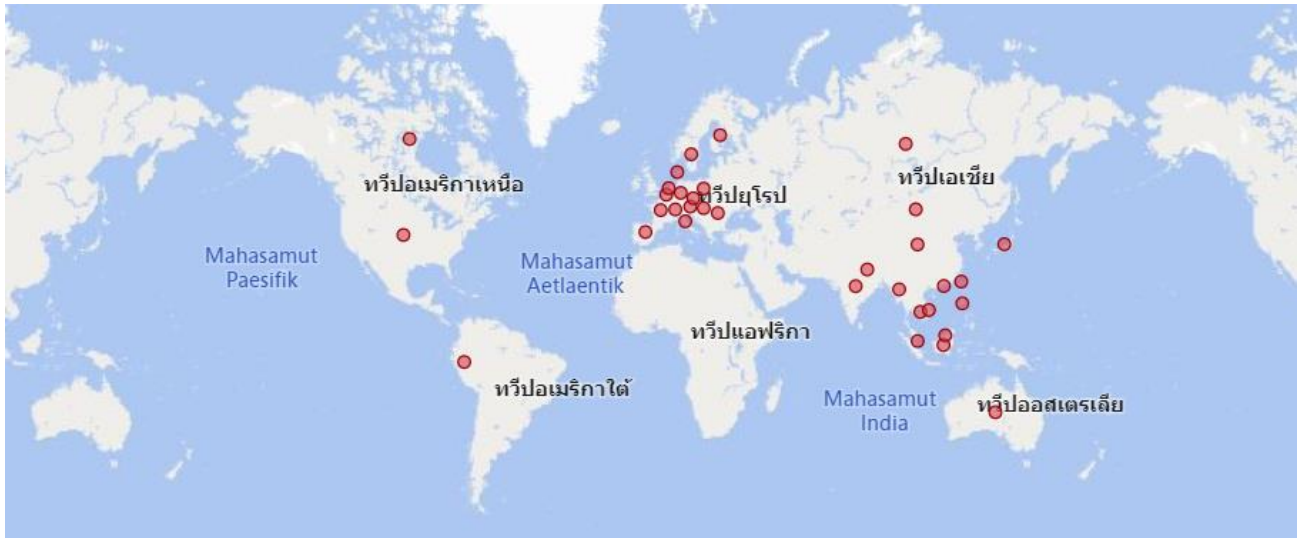 ทวีปอเมริกาเหนือ
ทวีปเอเชีย
ทวีปยุโรป
Mahasamut
Paesifik
Mahasamut
Aetlaentik
ทวีปแอฟริกา
ทวีปอเมริกาใต้
Mahasamut
India
ทวีปออสเตรเลีย